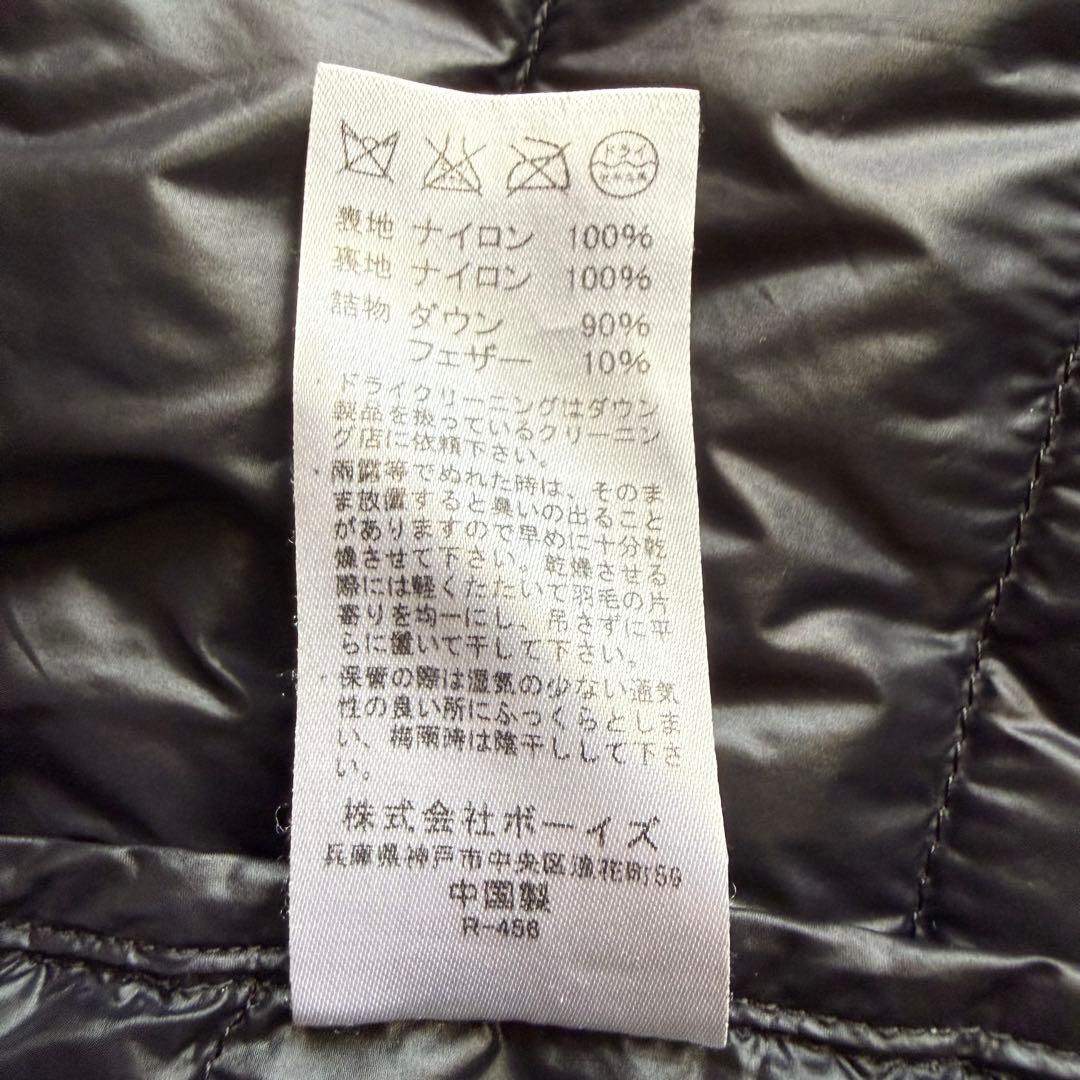 ドライ
表地 ナイロン 100%
裏地 ナイロン 100%
詰物 ダウン 90%
フェザー 10%
・ドライクリーニングはダウン
製品を扱っているクリーニン
グ店に依頼下さい。
・雨露等でぬれた時は、そのま
ま放置すると臭いの出ること
がありますので早めに十分乾
燥させて下さい。乾燥させる
際には軽くたたいて羽毛の片
寄りを均一にし、吊さずに平
らに置いて干して下さい。
・保管の際は湿気の少ない通気
性の良い所にふっくらとしま
い、梅雨時は陰干しして下さ
い。
株式会社ボーイズ
兵庫県神戸市中央区浪花町59
中国製
R-458